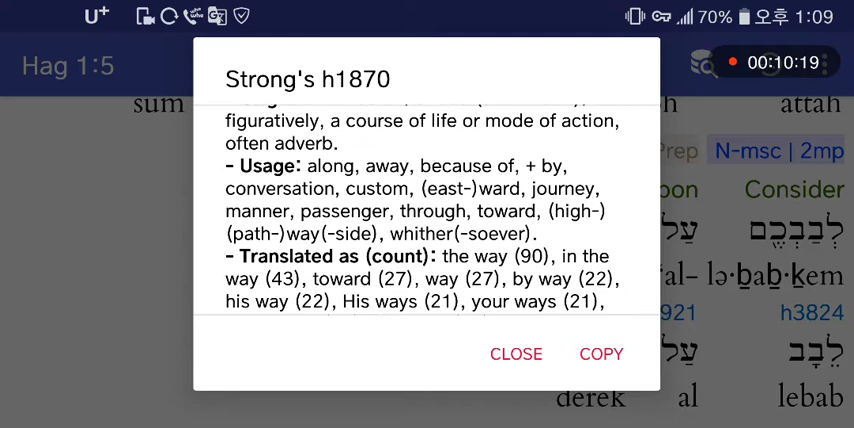 U+ 70% 오후 1:09
Hag 1:5 00:10:19
Strong's h1870
figuratively, a course of life or mode of action,
often adverb.
- Usage: along, away, because of, + by,
conversation, custom, (east-)ward, journey,
manner, passenger, through, toward, (high-)
(path-)way(-side), whither(-soever).
- Translated as (count): the way (90), in the
way (43), toward (27), way (27), by way (22),
his way (22), His ways (21), your ways (21),
CLOSE COPY
sum attah
Prep N-msc | 2mp
Consider
עַל לְבַבְכֶ֖ם
'al- lə·ḇaḇ·ḵem
921 h3824
עַל לֵבָב
derek al lebab